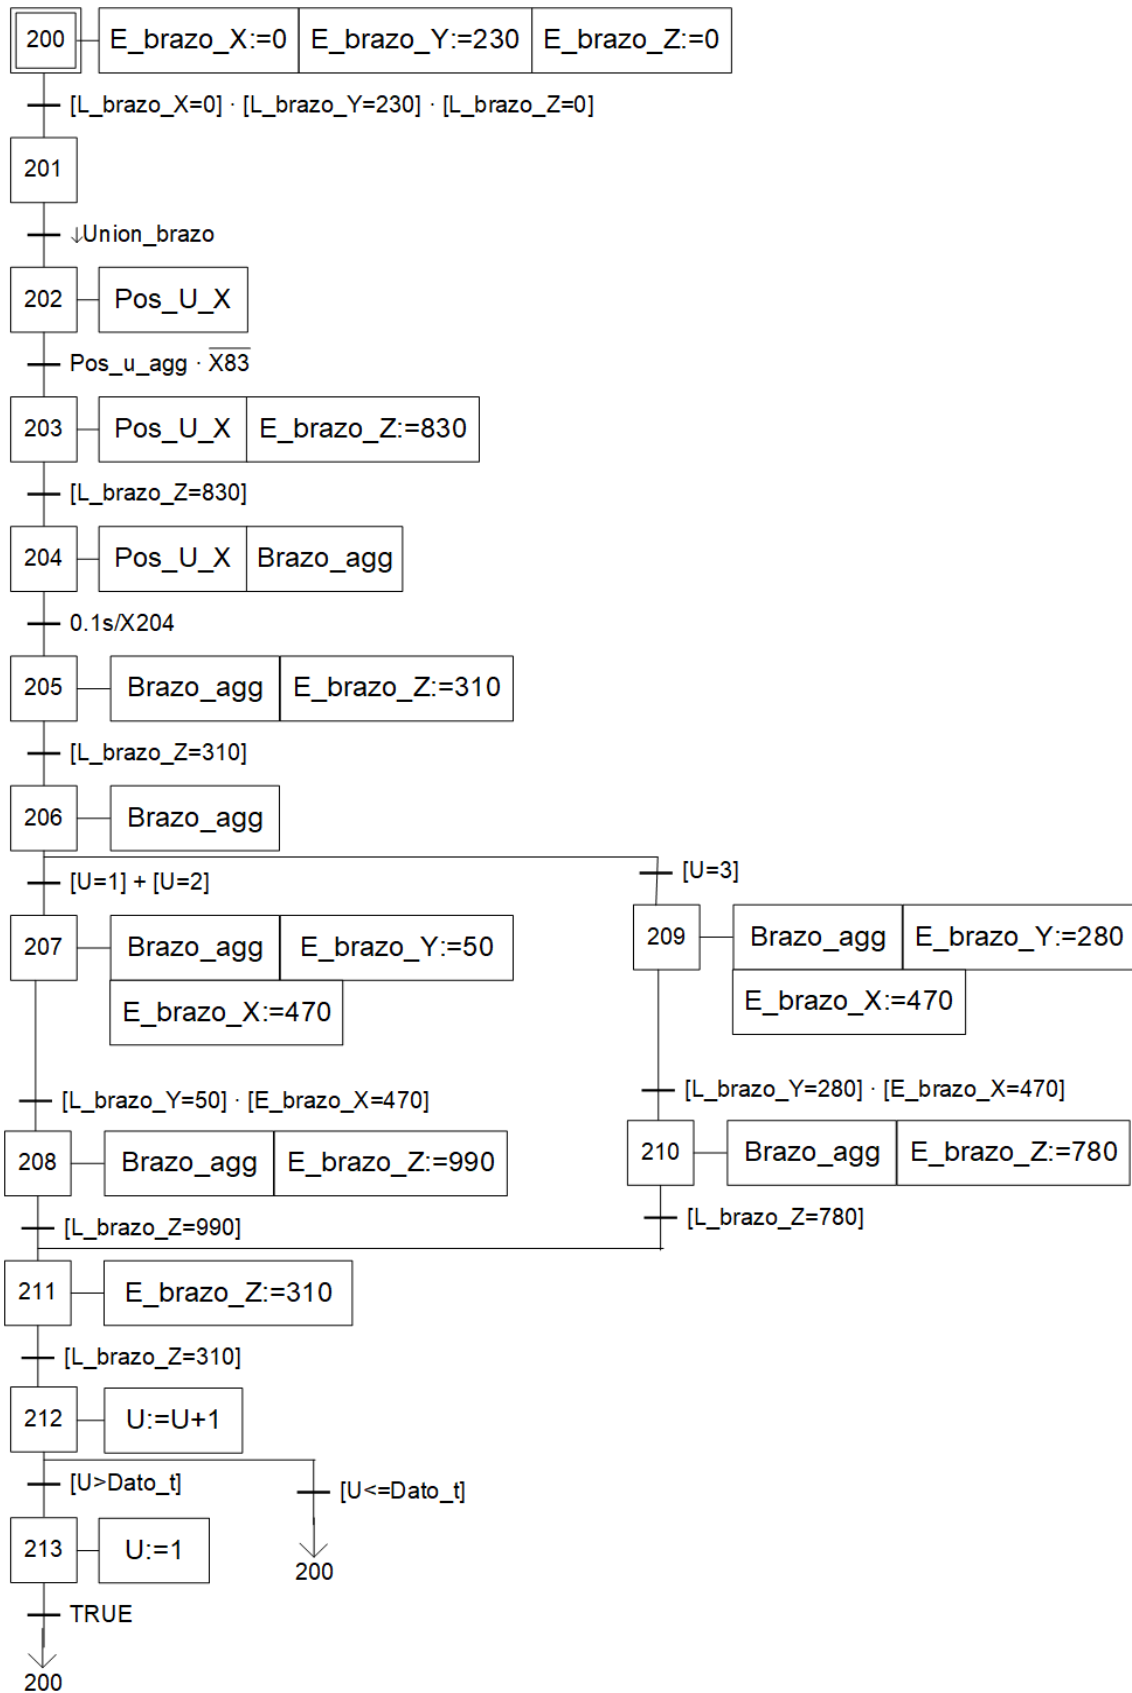 200 E_brazo_X:=0 E_brazo_Y:=230 E_brazo_Z:=0
[L_brazo_X=0] · [L_brazo_Y=230] · [L_brazo_Z=0]
201
↓Union_brazo
202 Pos_U_X
Pos_u_agg · X̅8̅3̅
203 Pos_U_X E_brazo_Z:=830
[L_brazo_Z=830]
204 Pos_U_X Brazo_agg
0.1s/X204
205 Brazo_agg E_brazo_Z:=310
[L_brazo_Z=310]
206 Brazo_agg
[U=1] + [U=2] [U=3]
207 Brazo_agg E_brazo_Y:=50 209 Brazo_agg E_brazo_Y:=280
E_brazo_X:=470 E_brazo_X:=470
[L_brazo_Y=50] · [E_brazo_X=470] [L_brazo_Y=280] · [E_brazo_X=470]
208 Brazo_agg E_brazo_Z:=990 210 Brazo_agg E_brazo_Z:=780
[L_brazo_Z=990] [L_brazo_Z=780]
211 E_brazo_Z:=310
[L_brazo_Z=310]
212 U:=U+1
[U>Dato_t] [U<=Dato_t]
213 U:=1
200
TRUE
200